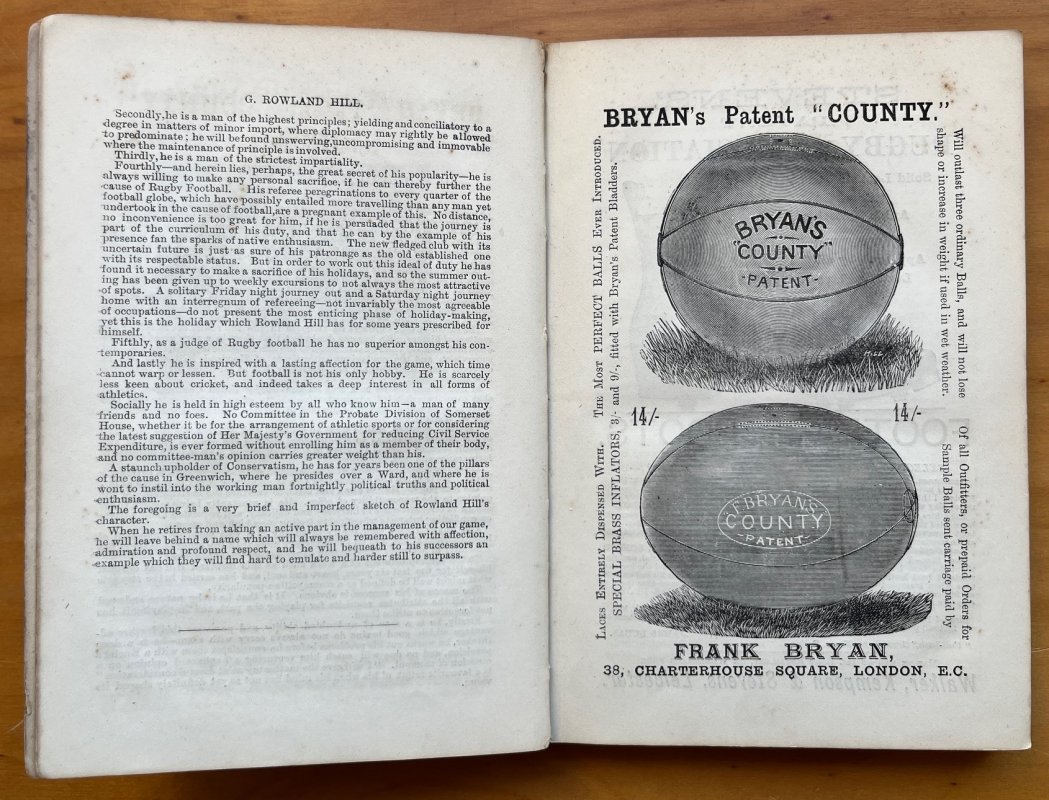 G. ROWLAND HILL.
Secondly, he is a man of the highest principles; yielding and conciliatory to a
degree in matters of minor import, where diplomacy may rightly be allowed
to predominate; he will be found unswerving, uncompromising and immovable
where the maintenance of principle is involved.
Thirdly, he is a man of the strictest impartiality.
Fourthly—and herein lies, perhaps, the great secret of his popularity—he is
always willing to make any personal sacrifice, if he can thereby further the
cause of Rugby Football. His referee peregrinations to every quarter of the
football globe, which have possibly entailed more travelling than any man yet
undertook in the cause of football, are a pregnant example of this. No distance,
no inconvenience is too great for him, if he is persuaded that the journey is
part of the curriculum of his duty, and that he can by the example of his
presence fan the sparks of native enthusiasm. The new fledged club with its
uncertain future is just as sure of his patronage as the old established one
with its respectable status. But in order to work out this ideal of duty he has
found it necessary to make a sacrifice of his holidays, and so the summer out-
ing has been given up to weekly excursions to not always the most attractive
of spots. A solitary Friday night journey out and a Saturday night journey
home with an interregnum of refereeing—not invariably the most agreeable
of occupations—do not present the most enticing phase of holiday-making,
yet this is the holiday which Rowland Hill has for some years prescribed for
himself.
Fifthly, as a judge of Rugby football he has no superior amongst his con-
temporaries.
And lastly he is inspired with a lasting affection for the game, which time
cannot warp or lessen. But football is not his only hobby. He is scarcely
less keen about cricket, and indeed takes a deep interest in all forms of
athletics.
Socially he is held in high esteem by all who know him—a man of many
friends and no foes. No Committee in the Probate Division of Somerset
House, whether it be for the arrangement of athletic sports or for considering
the latest suggestion of Her Majesty's Government for reducing Civil Service
Expenditure, is ever formed without enrolling him as a member of their body,
and no committee-man's opinion carries greater weight than his.
A staunch upholder of Conservatism, he has for years been one of the pillars
of the cause in Greenwich, where he presides over a Ward, and where he is
wont to instil into the working man fortnightly political truths and political
enthusiasm.
The foregoing is a very brief and imperfect sketch of Rowland Hill's
character.
When he retires from taking an active part in the management of our game,
he will leave behind a name which will always be remembered with affection,
admiration and profound respect, and he will bequeath to his successors an
example which they will find hard to emulate and harder still to surpass.
BRYAN's Patent "COUNTY."
LACES ENTIRELY DISPENSED WITH. THE MOST PERFECT BALLS EVER INTRODUCED.
SPECIAL BRASS INFLATORS, 3/- and 9/-, fitted with Bryan's Patent Bladders.
BRYAN'S
"COUNTY"
-PATENT-
Will outlast three ordinary Balls, and will not lose
shape or increase in weight if used in wet weather.
14/-
14/-
OF BRYAN'S
COUNTY
-PATENT-
Of all Outfitters, or prepaid Orders for
Sample Balls sent carriage paid by
FRANK BRYAN,
38, CHARTERHOUSE SQUARE, LONDON, E.C.